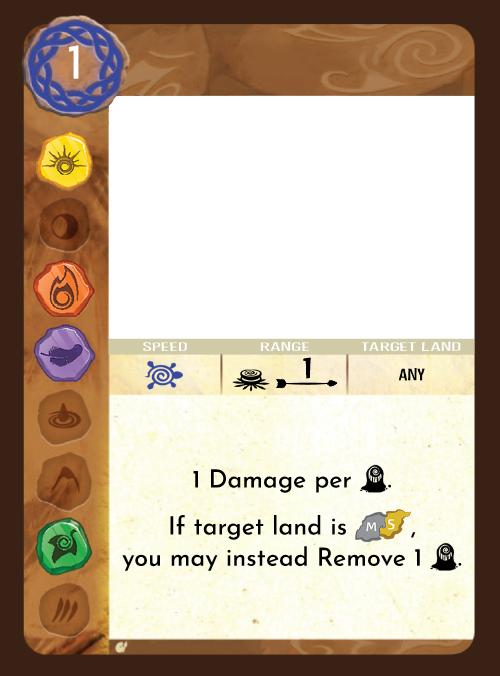 1
SPEED RANGE TARGET LAND
1 ANY
1 Damage per .
If target land is M S ,
you may instead Remove 1 .